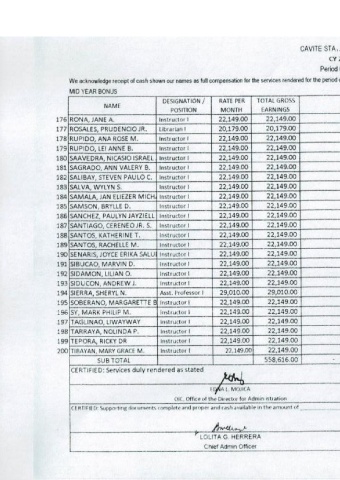 CAVITE STA.
CY
Period
We acknowledge receipt of cash shown our names as full compensation for the services rendered for the period
MID YEAR BONUS
NAME DESIGNATION / POSITION RATE PER MONTH TOTAL GROSS EARNINGS
176 RONA, JANE A. Instructor I 22,149.00 22,149.00
177 ROSALES, PRUDENCIO JR. Librarian I 20,179.00 20,179.00
178 RUPIDO, ANA ROSE M. Instructor I 22,149.00 22,149.00
179 RUPIDO, LEI ANNE B. Instructor I 22,149.00 22,149.00
180 SAAVEDRA, NICASIO ISRAEL Instructor I 22,149.00 22,149.00
181 SAGRADO, ANN VALERY B. Instructor I 22,149.00 22,149.00
182 SALIBAY, STEVEN PAULO C. Instructor I 22,149.00 22,149.00
183 SALVA, WYLYN S. Instructor I 22,149.00 22,149.00
184 SAMALA, JAN ELIEZER MICH Instructor I 22,149.00 22,149.00
185 SAMSON, BRYLLE D. Instructor I 22,149.00 22,149.00
186 SANCHEZ, PAULYN JAYZIELL Instructor I 22,149.00 22,149.00
187 SANTIAGO, CEBENEO JR. S. Instructor I 22,149.00 22,149.00
188 SANTOS, KATHERINE T. Instructor I 22,149.00 22,149.00
189 SANTOS, RACHELLE M. Instructor I 22,149.00 22,149.00
190 SENARIS, JOYCE ERIKA SALU Instructor I 22,149.00 22,149.00
191 SIBUCAO, MARVIN D. Instructor I 22,149.00 22,149.00
192 SIDAMON, LILIAN O. Instructor I 22,149.00 22,149.00
193 SIDUCON, ANDREW J. Instructor I 22,149.00 22,149.00
194 SIERRA, SHERYL N. Asst. Professor I 29,010.00 29,010.00
195 SOBERANO, MARGARETTE B Instructor I 22,149.00 22,149.00
196 SY, MARK PHILIP M. Instructor I 22,149.00 22,149.00
197 TAGLINAO, LIWAYWAY Instructor I 22,149.00 22,149.00
198 TARRAYA, NOLINDA P. Instructor I 22,149.00 22,149.00
199 TEPORA, RICKY DR Instructor I 22,149.00 22,149.00
200 TIBAYAN, MARY GRACE M. Instructor I 22,149.00 22,149.00
SUB TOTAL 558,616.00 -
CERTIFIED: Services duly rendered as stated
EDNA L. MOJICA
OIC, Office of the Director for Administration
CERTIFIED: Supporting documents complete and proper and cash available in the amount of
LOLITA G. HERRERA
Chief Admin Officer